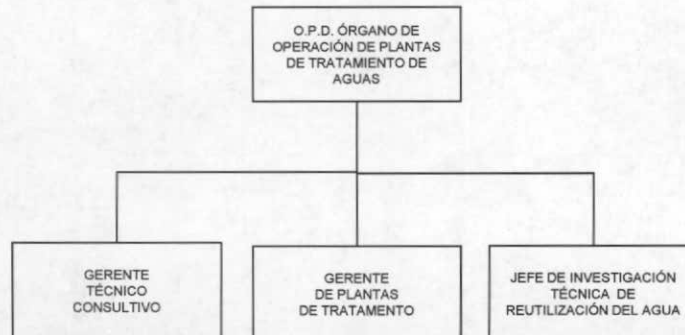 O.P.D. ÓRGANO DE
OPERACIÓN DE PLANTAS
DE TRATAMIENTO DE
AGUAS
GERENTE
TÉCNICO
CONSULTIVO
GERENTE
DE PLANTAS
DE TRATAMENTO
JEFE DE INVESTIGACIÓN
TÉCNICA DE
REUTILIZACIÓN DEL AGUA